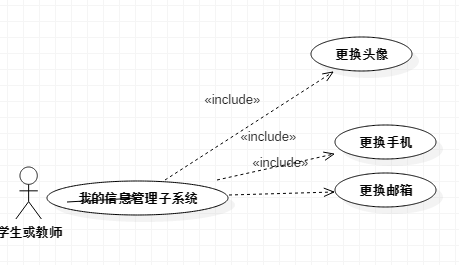 更换头像
«include»
«include»
更换手机
«include»
更换邮箱
我的信息管理子系统
学生或教师